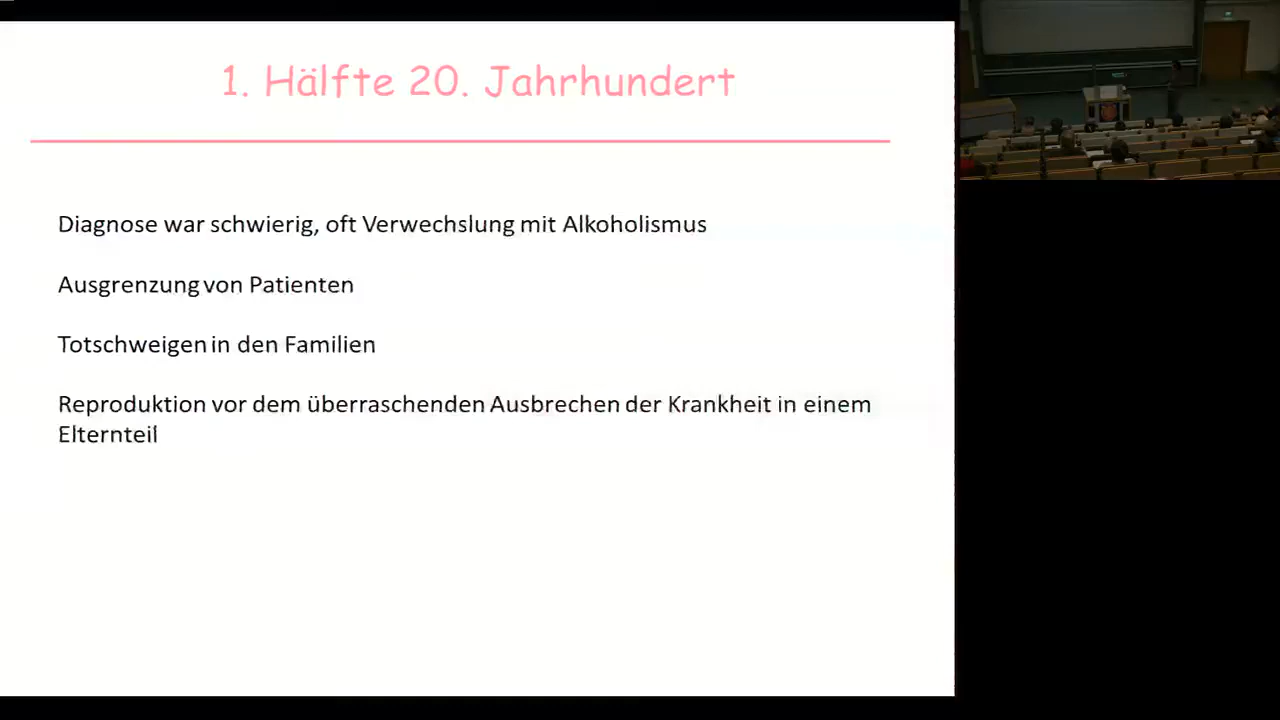 1. Hälfte 20. Jahrhundert
Diagnose war schwierig, oft Verwechslung mit Alkoholismus
Ausgrenzung von Patienten
Totschweigen in den Familien
Reproduktion vor dem überraschenden Ausbrechen der Krankheit in einem
Elternteil